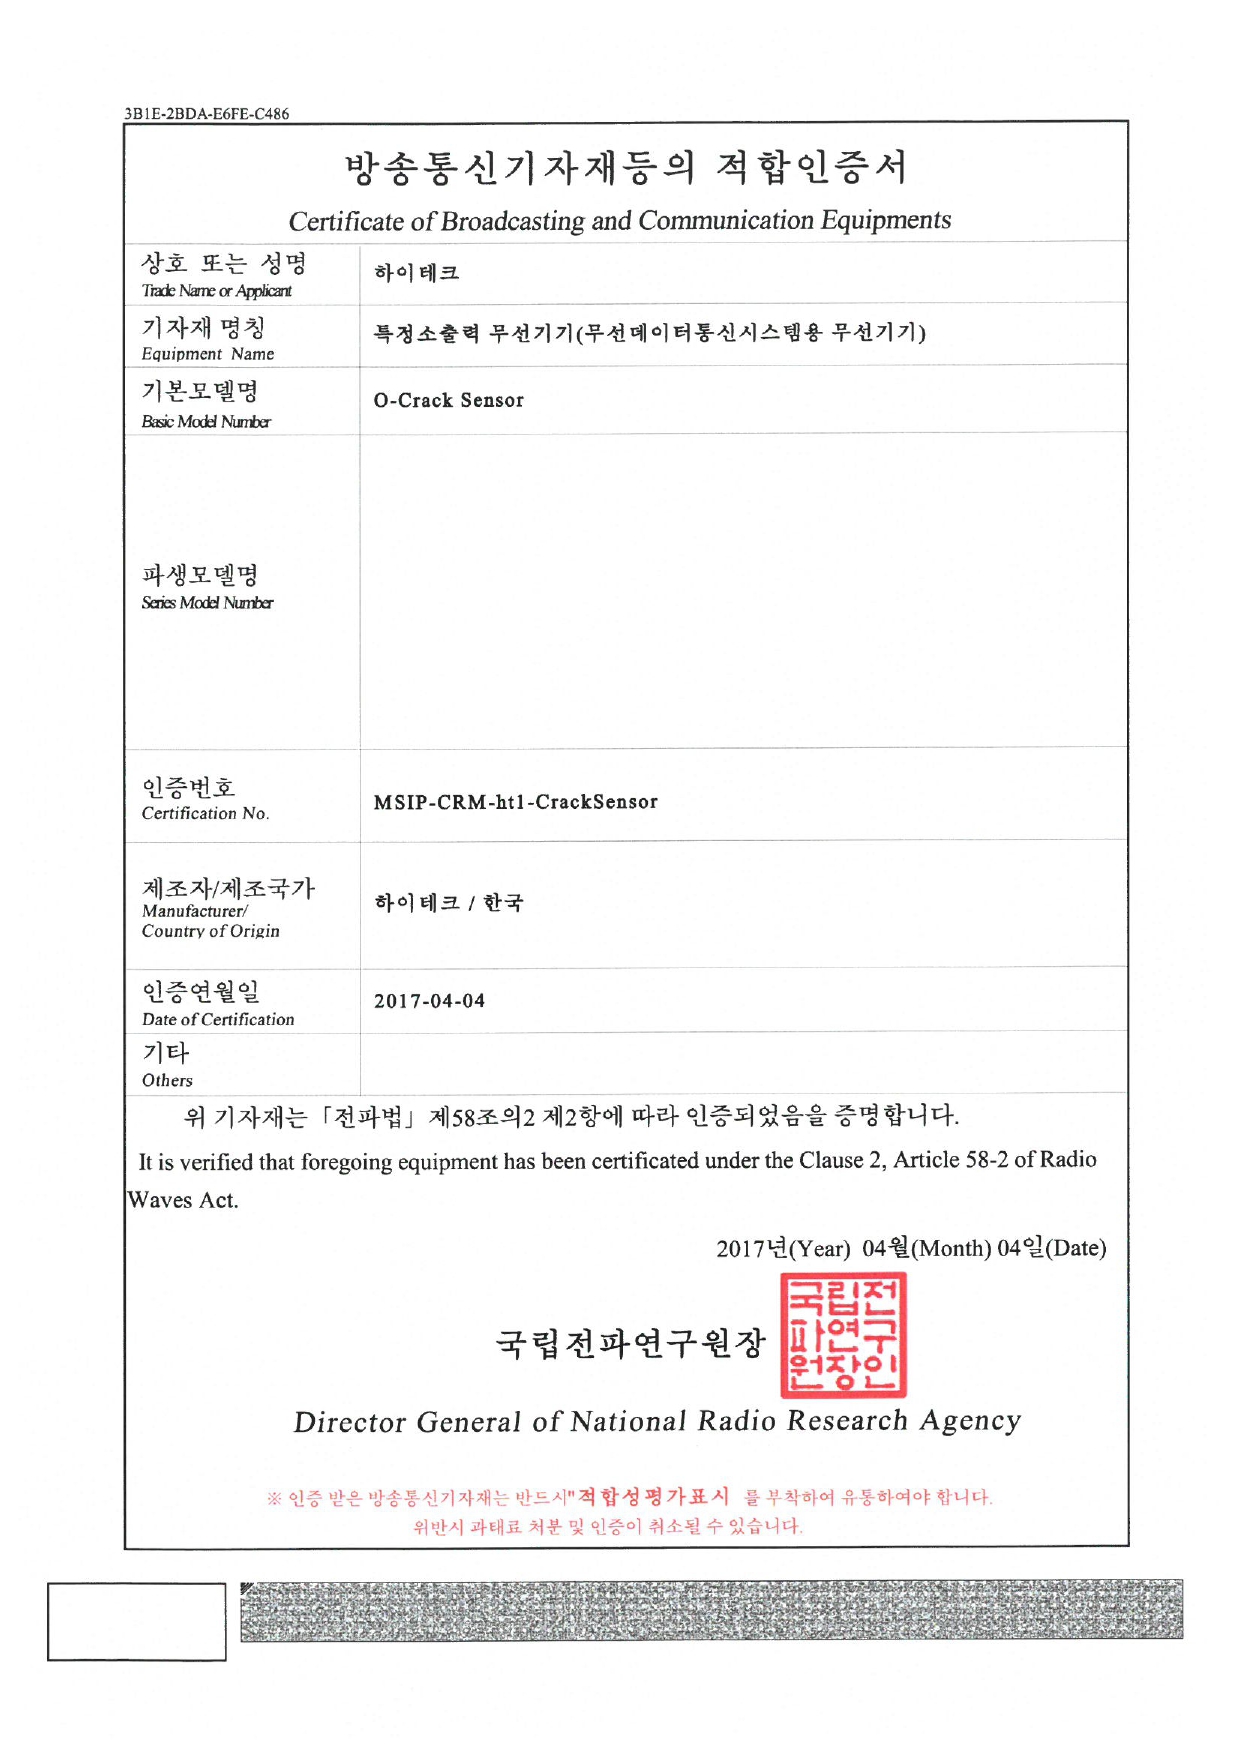 3B1E-2BDA-E6FE-C486
방송통신기자재등의 적합인증서
Certificate of Broadcasting and Communication Equipments
상호 또는 성명
Trade Name or Applicant
하이테크
기자재 명칭
Equipment Name
특정소출력 무선기기(무선데이터통신시스템용 무선기기)
기본모델명
Basic Model Number
O-Crack Sensor
파생모델명
Series Model Number
인증번호
Certification No.
MSIP-CRM-ht1-CrackSensor
제조자/제조국가
Manufacturer/
Country of Origin
하이테크 / 한국
인증연월일
Date of Certification
2017-04-04
기타
Others
위 기자재는「전파법」제58조의2 제2항에 따라 인증되었음을 증명합니다.
It is verified that foregoing equipment has been certificated under the Clause 2, Article 58-2 of Radio
Waves Act.
2017년(Year) 04월(Month) 04일(Date)
국립전파연구원장
국립전
파연구
원장인
Director General of National Radio Research Agency
※ 인증 받은 방송통신기자재는 반드시"적합성평가표시 를 부착하여 유통하여야 합니다.
위반시 과태료 처분 및 인증이 취소될 수 있습니다.